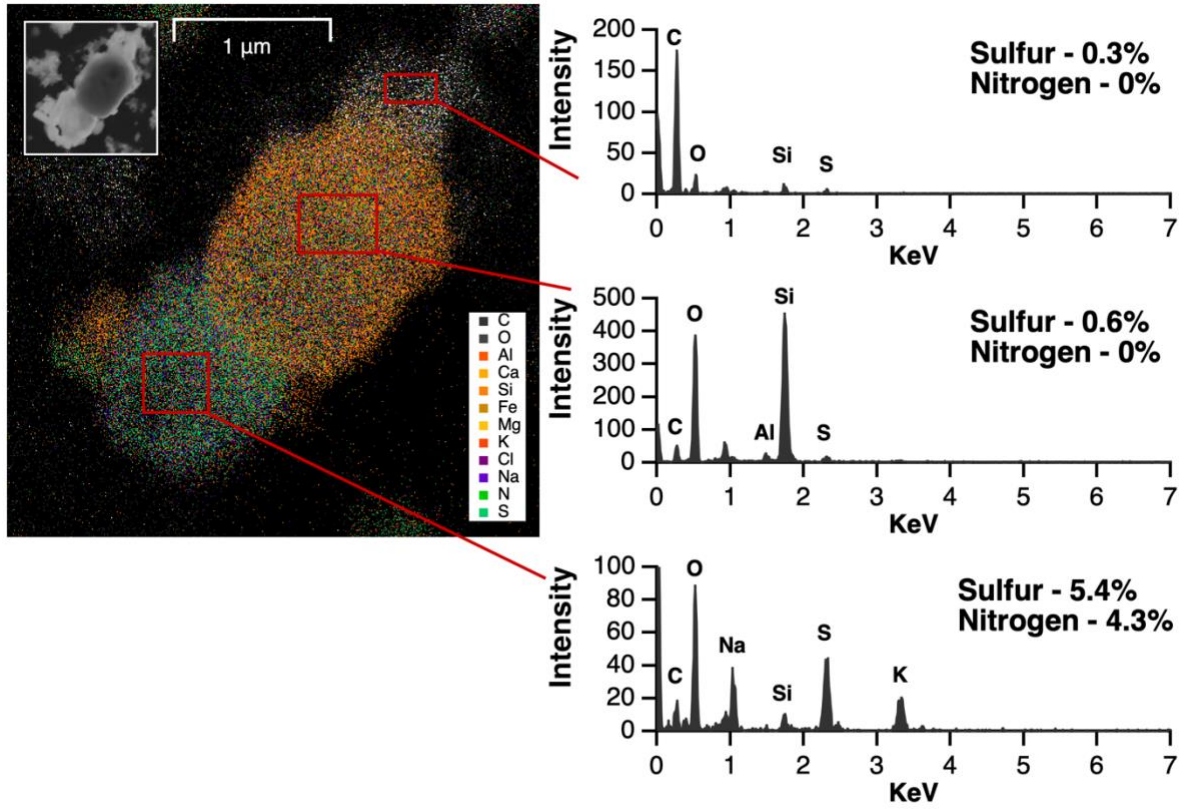 1 µm
C
O
Al
Ca
Si
Fe
Mg
K
Cl
Na
N
S
Intensity
200
150
100
50
0
C
O
Si
S
Sulfur - 0.3%
Nitrogen - 0%
0 1 2 3 4 5 6 7
KeV
Intensity
500
400
300
200
100
0
C
O
Al
Si
S
Sulfur - 0.6%
Nitrogen - 0%
0 1 2 3 4 5 6 7
KeV
Intensity
100
80
60
40
20
0
C
O
Na
Si
S
K
Sulfur - 5.4%
Nitrogen - 4.3%
0 1 2 3 4 5 6 7
KeV